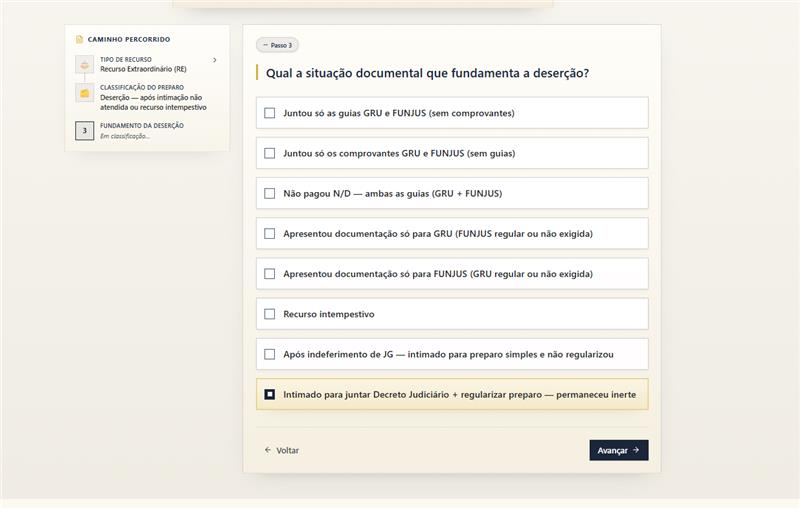 CAMINHO PERCORRIDO
TIPO DE RECURSO
Recurso Extraordinário (RE)
CLASSIFICAÇÃO DO PREPARO
Deserção — após intimação não
atendida ou recurso intempestivo
3
FUNDAMENTO DA DESERÇÃO
Em classificação...
Passo 3
Qual a situação documental que fundamenta a deserção?
Juntou só as guias GRU e FUNJUS (sem comprovantes)
Juntou só os comprovantes GRU e FUNJUS (sem guias)
Não pagou N/D — ambas as guias (GRU + FUNJUS)
Apresentou documentação só para GRU (FUNJUS regular ou não exigida)
Apresentou documentação só para FUNJUS (GRU regular ou não exigida)
Recurso intempestivo
Após indeferimento de JG — intimado para preparo simples e não regularizou
Intimado para juntar Decreto Judiciário + regularizar preparo — permaneceu inerte
← Voltar
Avançar →